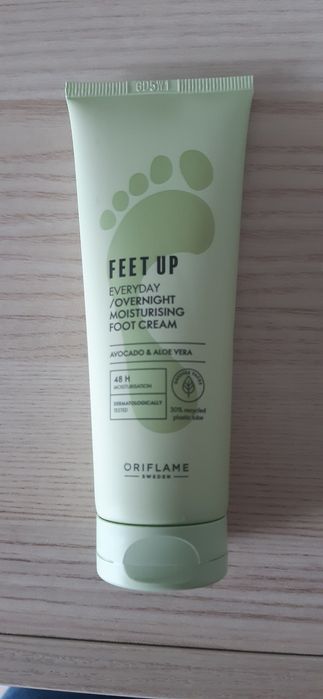 FEET UP
EVERYDAY
/OVERNIGHT
MOISTURISING
FOOT CREAM
AVOCADO & ALOE VERA
48 H
MOISTURISATION
DERMATOLOGICALLY
TESTED
30% recycled
plastic tube
ORIFLAME
SWEDEN